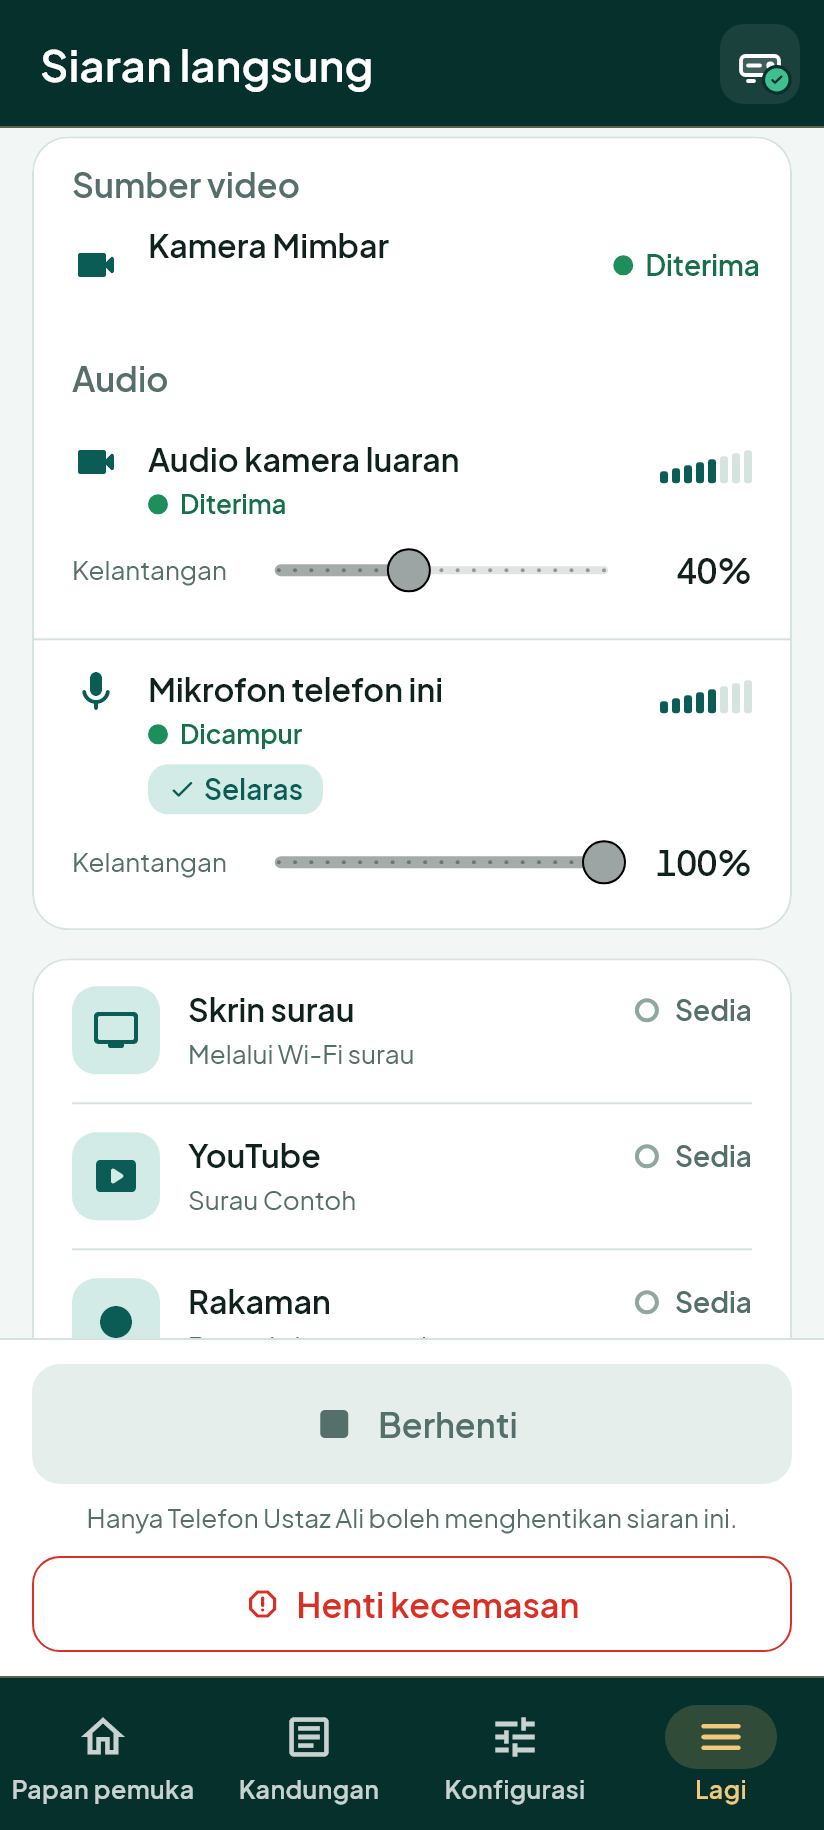 Siaran langsung
Sumber video
Kamera Mimbar
Diterima
Audio
Audio kamera luaran
Diterima
Kelantangan
40%
Mikrofon telefon ini
Dicampur
Selaras
Kelantangan
100%
Skrin surau
Sedia
Melalui Wi-Fi surau
YouTube
Sedia
Surau Contoh
Rakaman
Sedia
Berhenti
Hanya Telefon Ustaz Ali boleh menghentikan siaran ini.
Henti kecemasan
Papan pemuka
Kandungan
Konfigurasi
Lagi